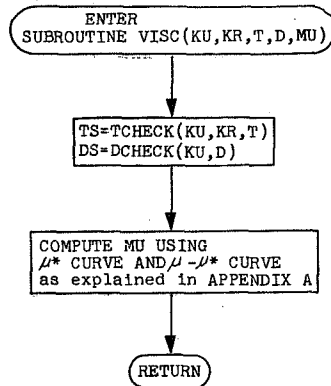 ENTER
SUBROUTINE VISC(KU,KR,T,D,MU)
TS=TCHECK(KU,KR,T)
DS=DCHECK(KU,D)
COMPUTE MU USING
μ* CURVE AND μ-μ* CURVE
as explained in APPENDIX A
RETURN